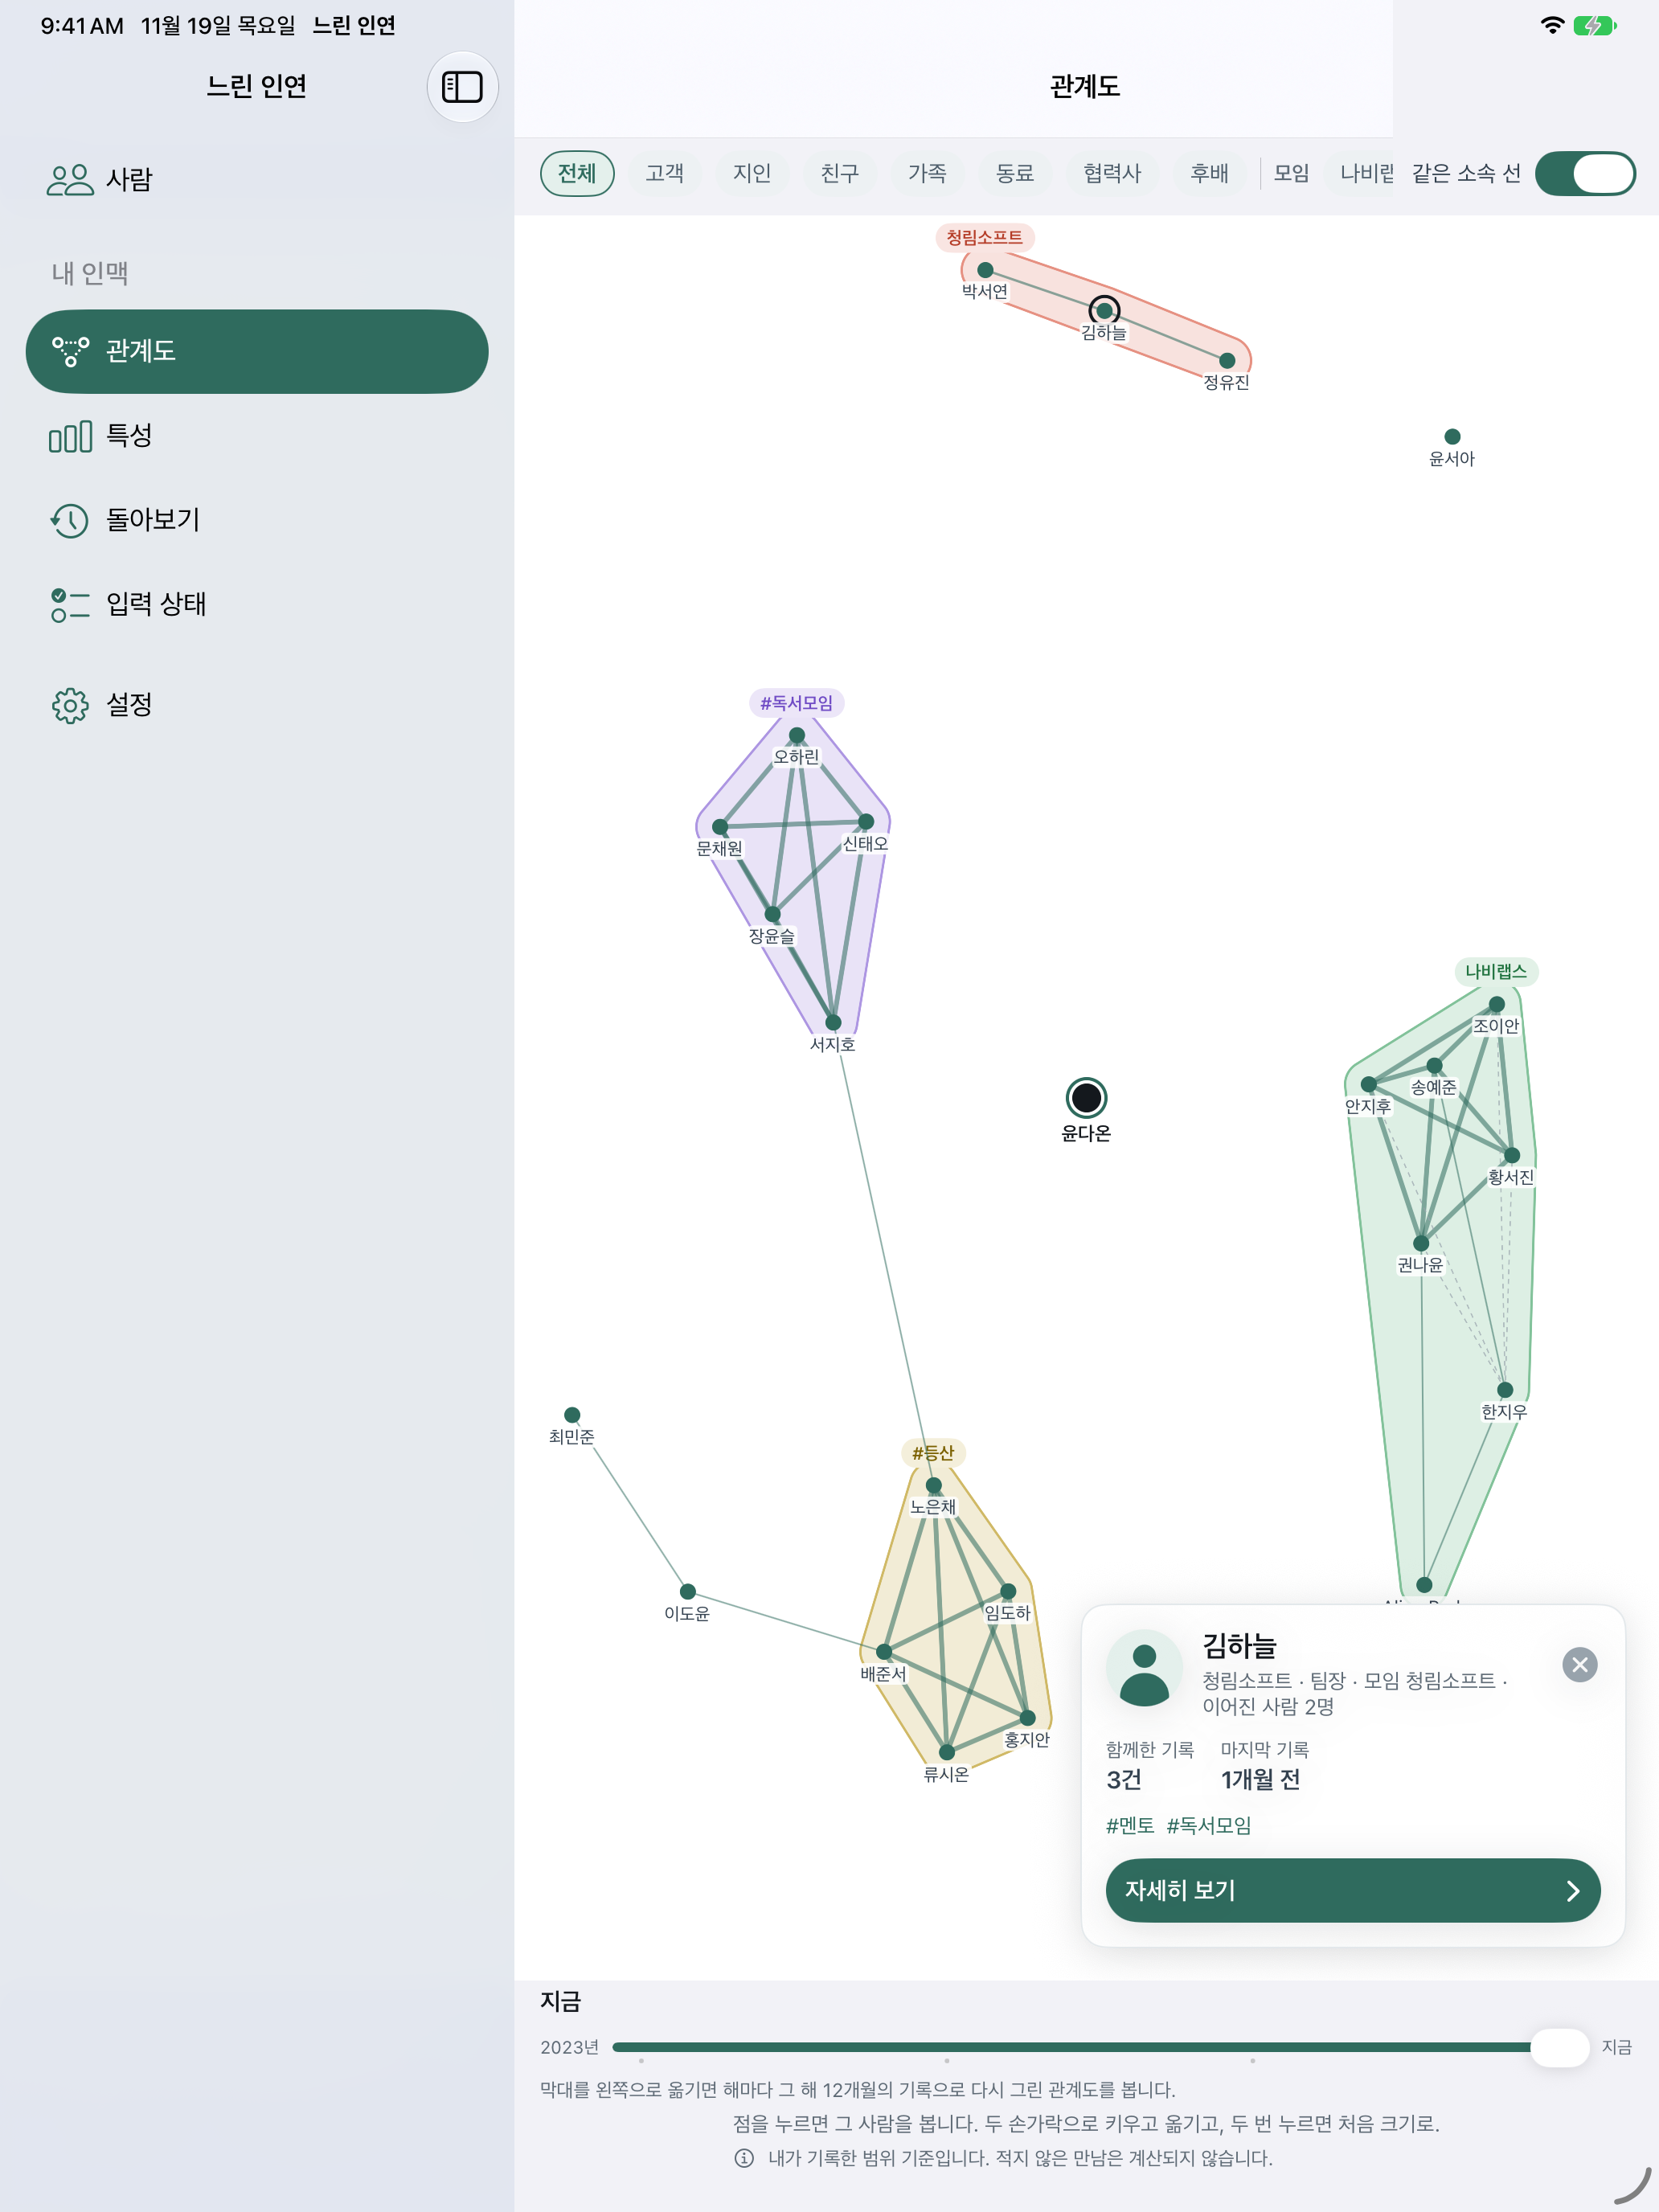 9:41 AM 11월 19일 목요일 느린 인연
느린 인연
사람
내 인맥
관계도
특성
돌아보기
입력 상태
설정
관계도
전체 고객 지인 친구 가족 동료 협력사 후배 모임 같은 소속 선
청림소프트
박서연
김하늘
정유진
윤서아
#독서모임
오하린
문채원
신태오
장윤슬
서지호
나비랩스
조이안
송예준
안지후
황서진
권나윤
한지우
윤다온
최민준
이도윤
#등산
노은채
임도하
배준서
홍지안
류시온
김하늘
청림소프트 · 팀장 · 모임 청림소프트 ·
이어진 사람 2명
함께한 기록 마지막 기록
3건 1개월 전
#멘토 #독서모임
자세히 보기
지금
2023년 지금
막대를 왼쪽으로 옮기면 해마다 그 해 12개월의 기록으로 다시 그린 관계도를 봅니다.
점을 누르면 그 사람을 봅니다. 두 손가락으로 키우고 옮기고, 두 번 누르면 처음 크기로.
내가 기록한 범위 기준입니다. 적지 않은 만남은 계산되지 않습니다.